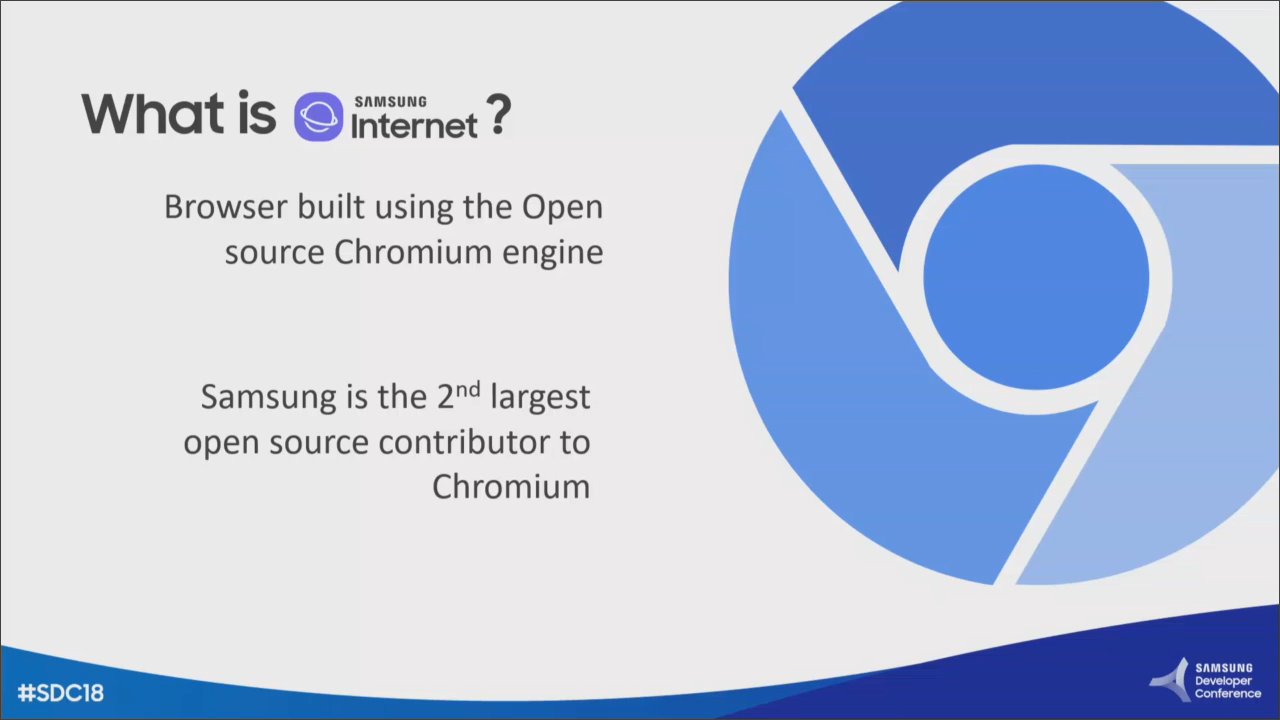 What is SAMSUNG Internet ?
Browser built using the Open
source Chromium engine
Samsung is the 2nd largest
open source contributor to
Chromium
#SDC18
SAMSUNG
Developer
Conference